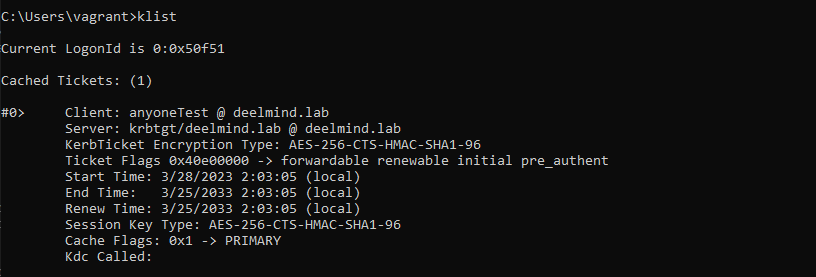 C:\Users\vagrant>klist
Current LogonId is 0:0x50f51
Cached Tickets: (1)
#0>     Client: anyoneTest @ deelmind.lab
        Server: krbtgt/deelmind.lab @ deelmind.lab
        KerbTicket Encryption Type: AES-256-CTS-HMAC-SHA1-96
        Ticket Flags 0x40e00000 -> forwardable renewable initial pre_authent
        Start Time: 3/28/2023 2:03:05 (local)
        End Time:   3/25/2033 2:03:05 (local)
        Renew Time: 3/25/2033 2:03:05 (local)
        Session Key Type: AES-256-CTS-HMAC-SHA1-96
        Cache Flags: 0x1 -> PRIMARY
        Kdc Called: